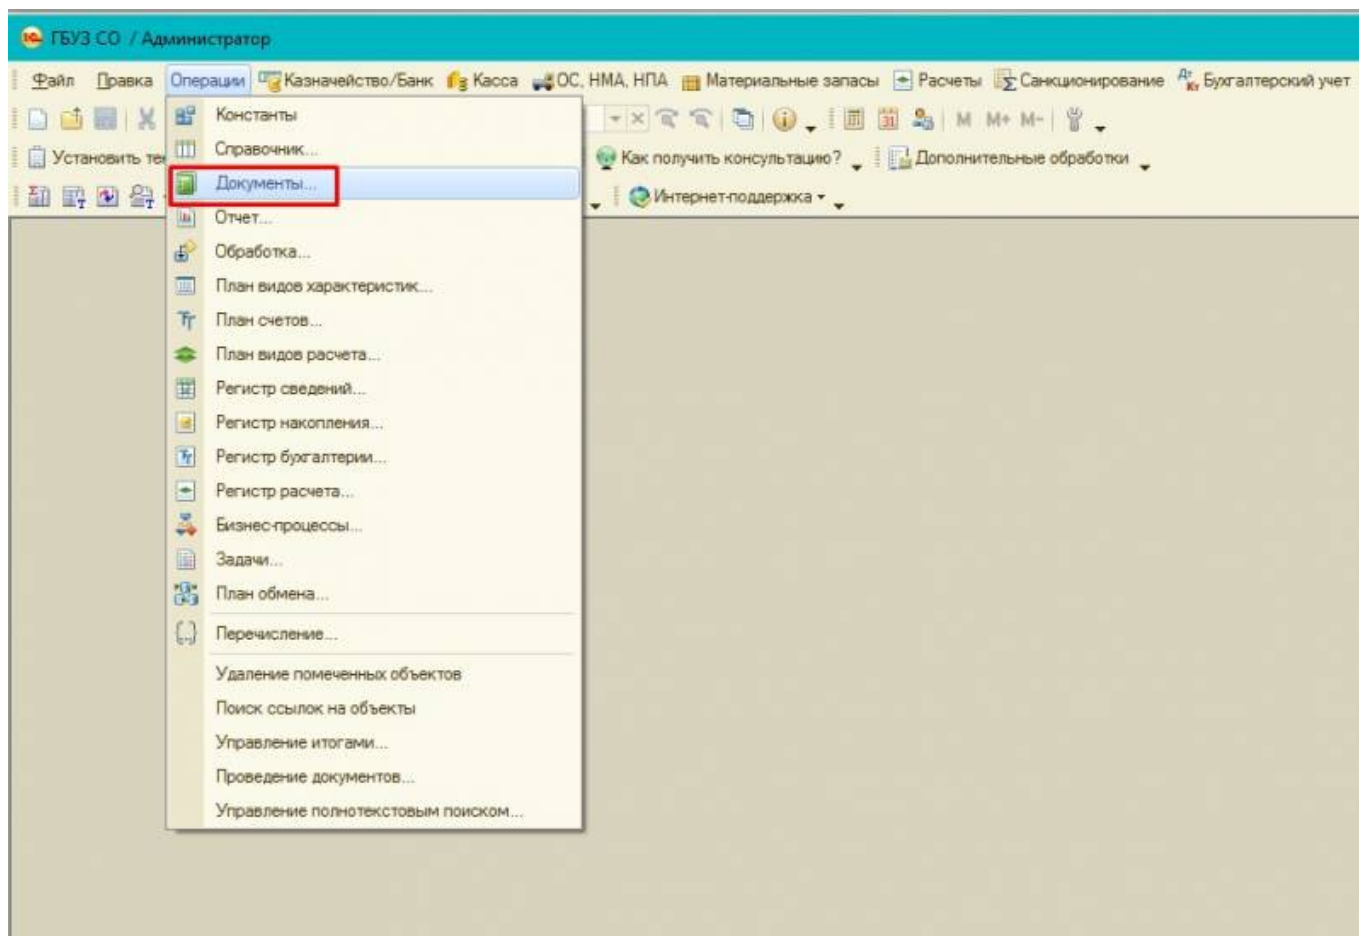 ГБУЗ СО / Администратор
Файл Правка Операции Казначейство/Банк Касса ОС, НМА, НПА Материальные запасы Расчеты Санкционирование Бухгалтерский учет
M M+ M-
Установить те Как получить консультацию? Дополнительные обработки
Интернет-поддержка
Константы
Справочник...
Документы...
Отчет...
Обработка...
План видов характеристик...
План счетов...
План видов расчета...
Регистр сведений...
Регистр накопления...
Регистр бухгалтерии...
Регистр расчета...
Бизнес-процессы...
Задачи...
План обмена...
Перечисление...
Удаление помеченных объектов
Поиск ссылок на объекты
Управление итогами...
Проведение документов...
Управление полнотекстовым поиском...